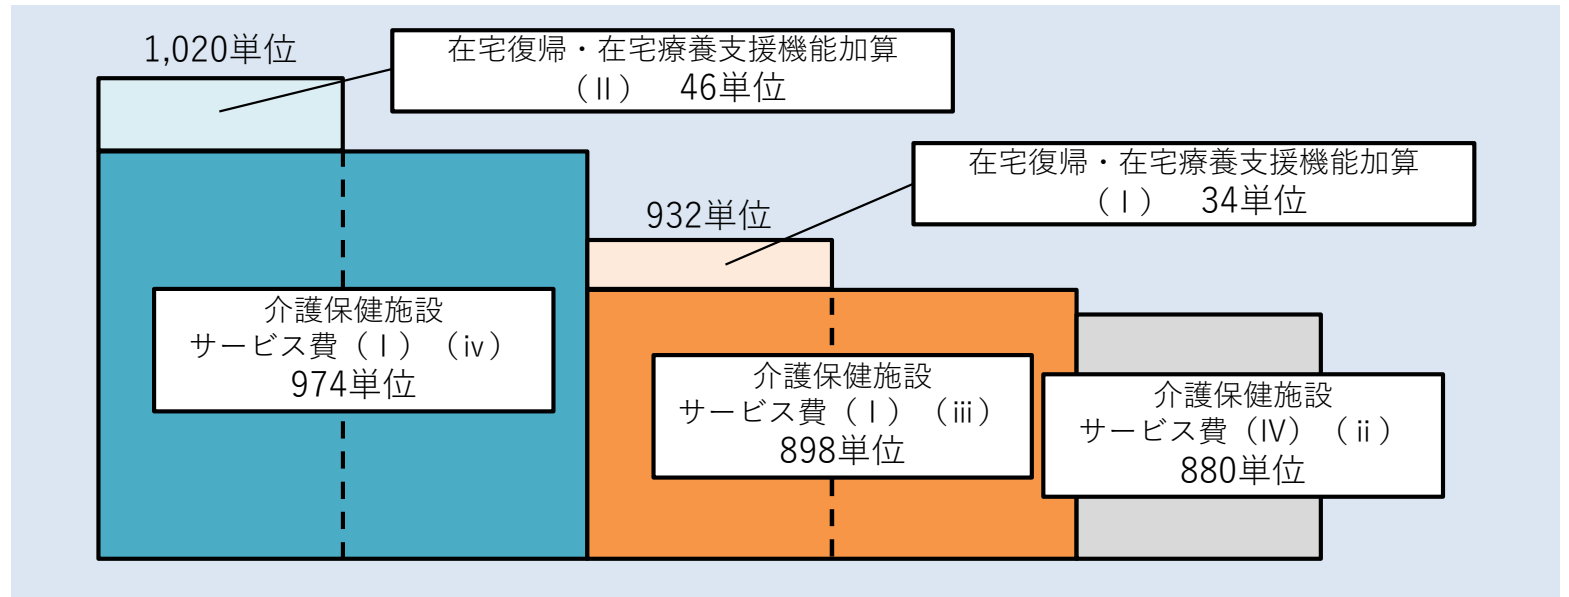 1,020単位
在宅復帰・在宅療養支援機能加算
（Ⅱ）　46単位
932単位
在宅復帰・在宅療養支援機能加算
（Ⅰ）　34単位
介護保健施設
サービス費（Ⅰ）（ⅳ）
974単位
介護保健施設
サービス費（Ⅰ）（ⅲ）
898単位
介護保健施設
サービス費（Ⅳ）（ⅱ）
880単位